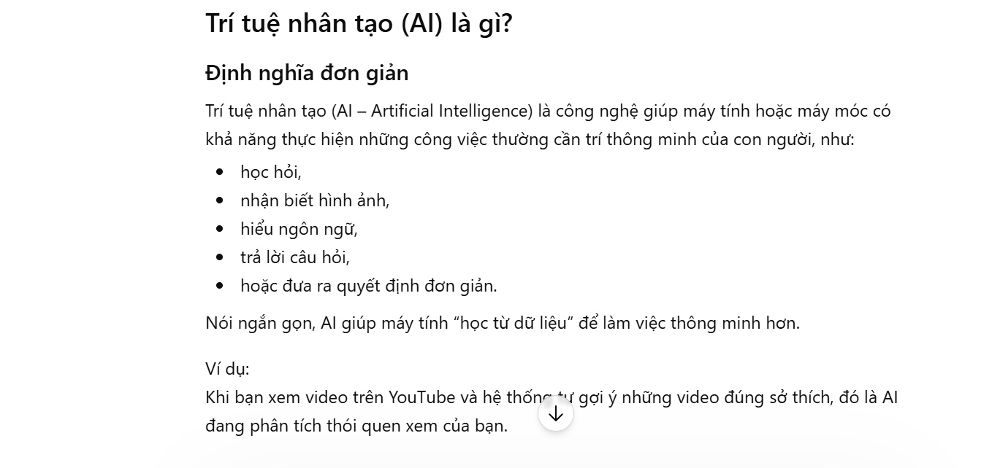 Trí tuệ nhân tạo (AI) là gì?
Định nghĩa đơn giản
Trí tuệ nhân tạo (AI – Artificial Intelligence) là công nghệ giúp máy tính hoặc máy móc có
khả năng thực hiện những công việc thường cần trí thông minh của con người, như:
• học hỏi,
• nhận biết hình ảnh,
• hiểu ngôn ngữ,
• trả lời câu hỏi,
• hoặc đưa ra quyết định đơn giản.
Nói ngắn gọn, AI giúp máy tính “học từ dữ liệu” để làm việc thông minh hơn.
Ví dụ:
Khi bạn xem video trên YouTube và hệ thống tự gợi ý những video đúng sở thích, đó là AI
đang phân tích thói quen xem của bạn.